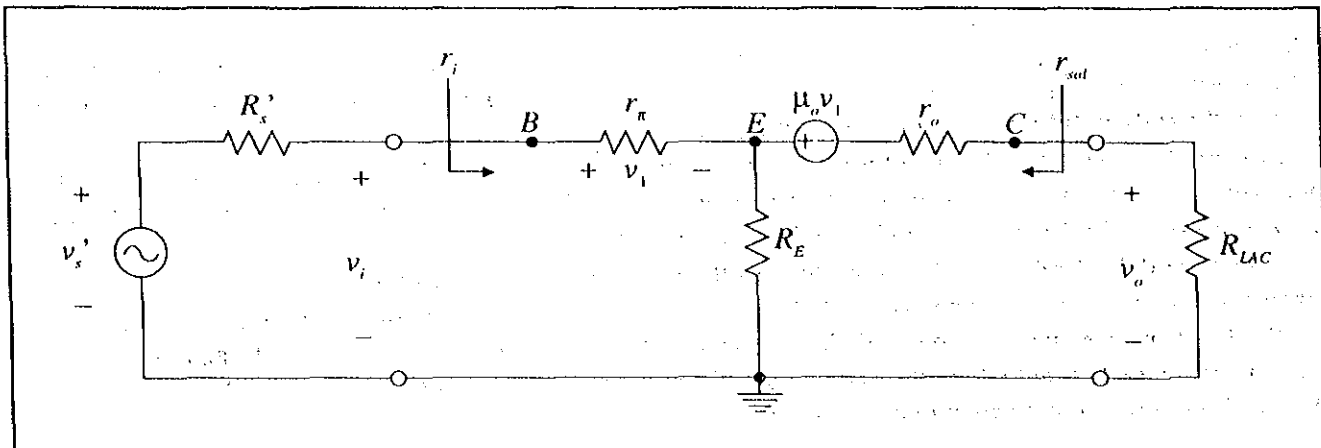 r_i
r_sal
R_s'
B
r_π
E
μ_o v_1
r_o
C
+
v_1
-
+ -
+
v_s'
-
+
v_i
-
R_E
+
v_o
-
R_LAC